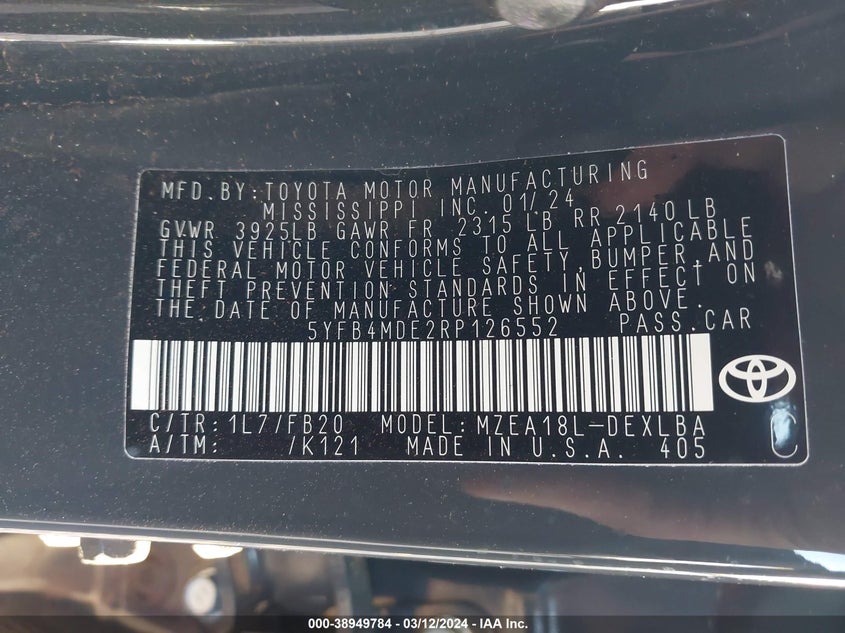 MFD.BY:TOYOTA MOTOR MANUFACTURING
MISSISSIPPI INC. 01/24
GVWR 3925LB GAWR FR 2315 LB RR 2140LB
THIS VEHICLE CONFORMS TO ALL APPLICABLE
FEDERAL MOTOR VEHICLE SAFETY,BUMPER,AND
THEFT PREVENTION STANDARDS IN EFFECT ON
THE DATE OF MANUFACTURE SHOWN ABOVE.
5YFB4MDE2RP126552 PASS.CAR
C/TR:1L7/FB20 MODEL:MZEA18L-DEXLBA
A/TM: /K121 MADE IN U.S.A. 405
000-38949784 - 03/12/2024 - IAA Inc.